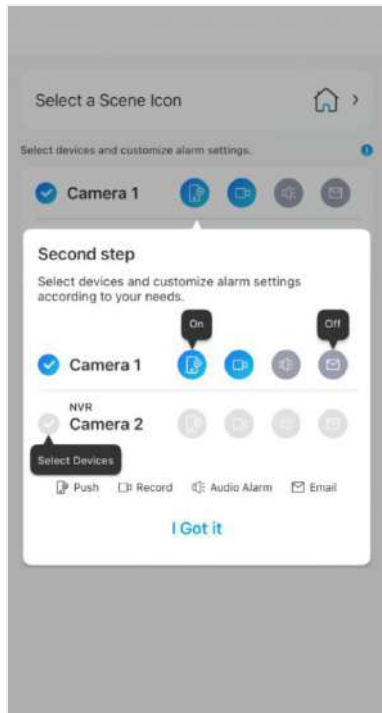 Select a Scene Icon
Select devices and customize alarm settings.
Camera 1
Second step
Select devices and customize alarm settings
according to your needs.
On
Off
Camera 1
NVR
Camera 2
Select Devices
Push
Record
Audio Alarm
Email
I Got it